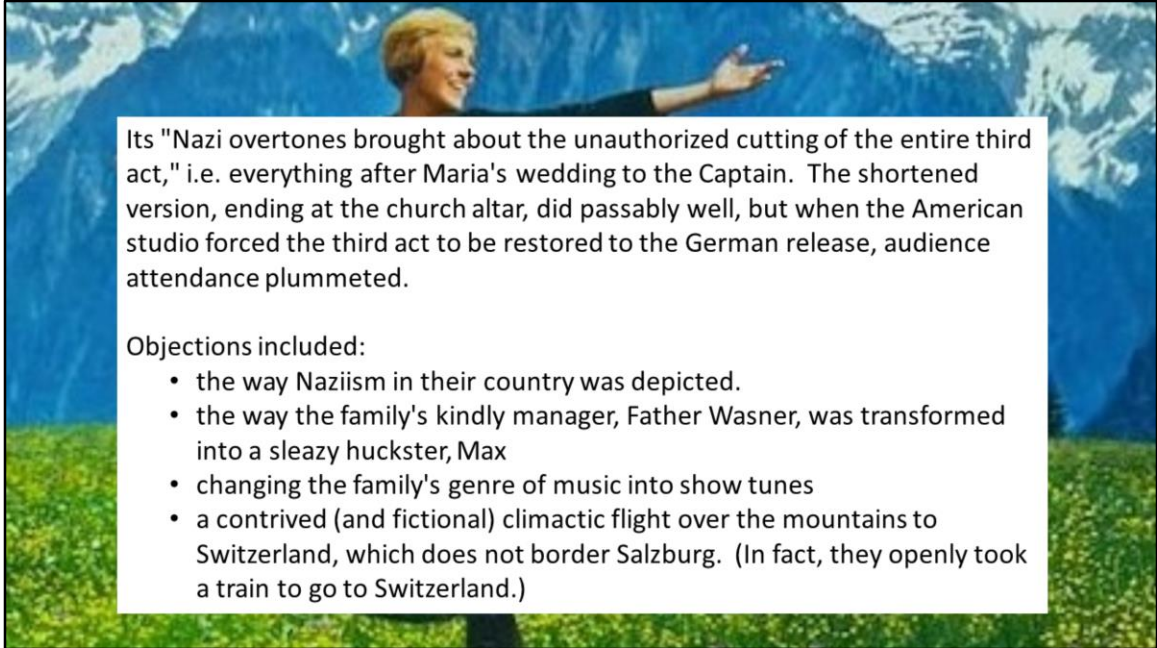 Its "Nazi overtones brought about the unauthorized cutting of the entire third
act," i.e. everything after Maria's wedding to the Captain.  The shortened
version, ending at the church altar, did passably well, but when the American
studio forced the third act to be restored to the German release, audience
attendance plummeted.
Objections included:
• the way Naziism in their country was depicted.
• the way the family's kindly manager, Father Wasner, was transformed
into a sleazy huckster, Max
• changing the family's genre of music into show tunes
• a contrived (and fictional) climactic flight over the mountains to
Switzerland, which does not border Salzburg.  (In fact, they openly took
a train to go to Switzerland.)